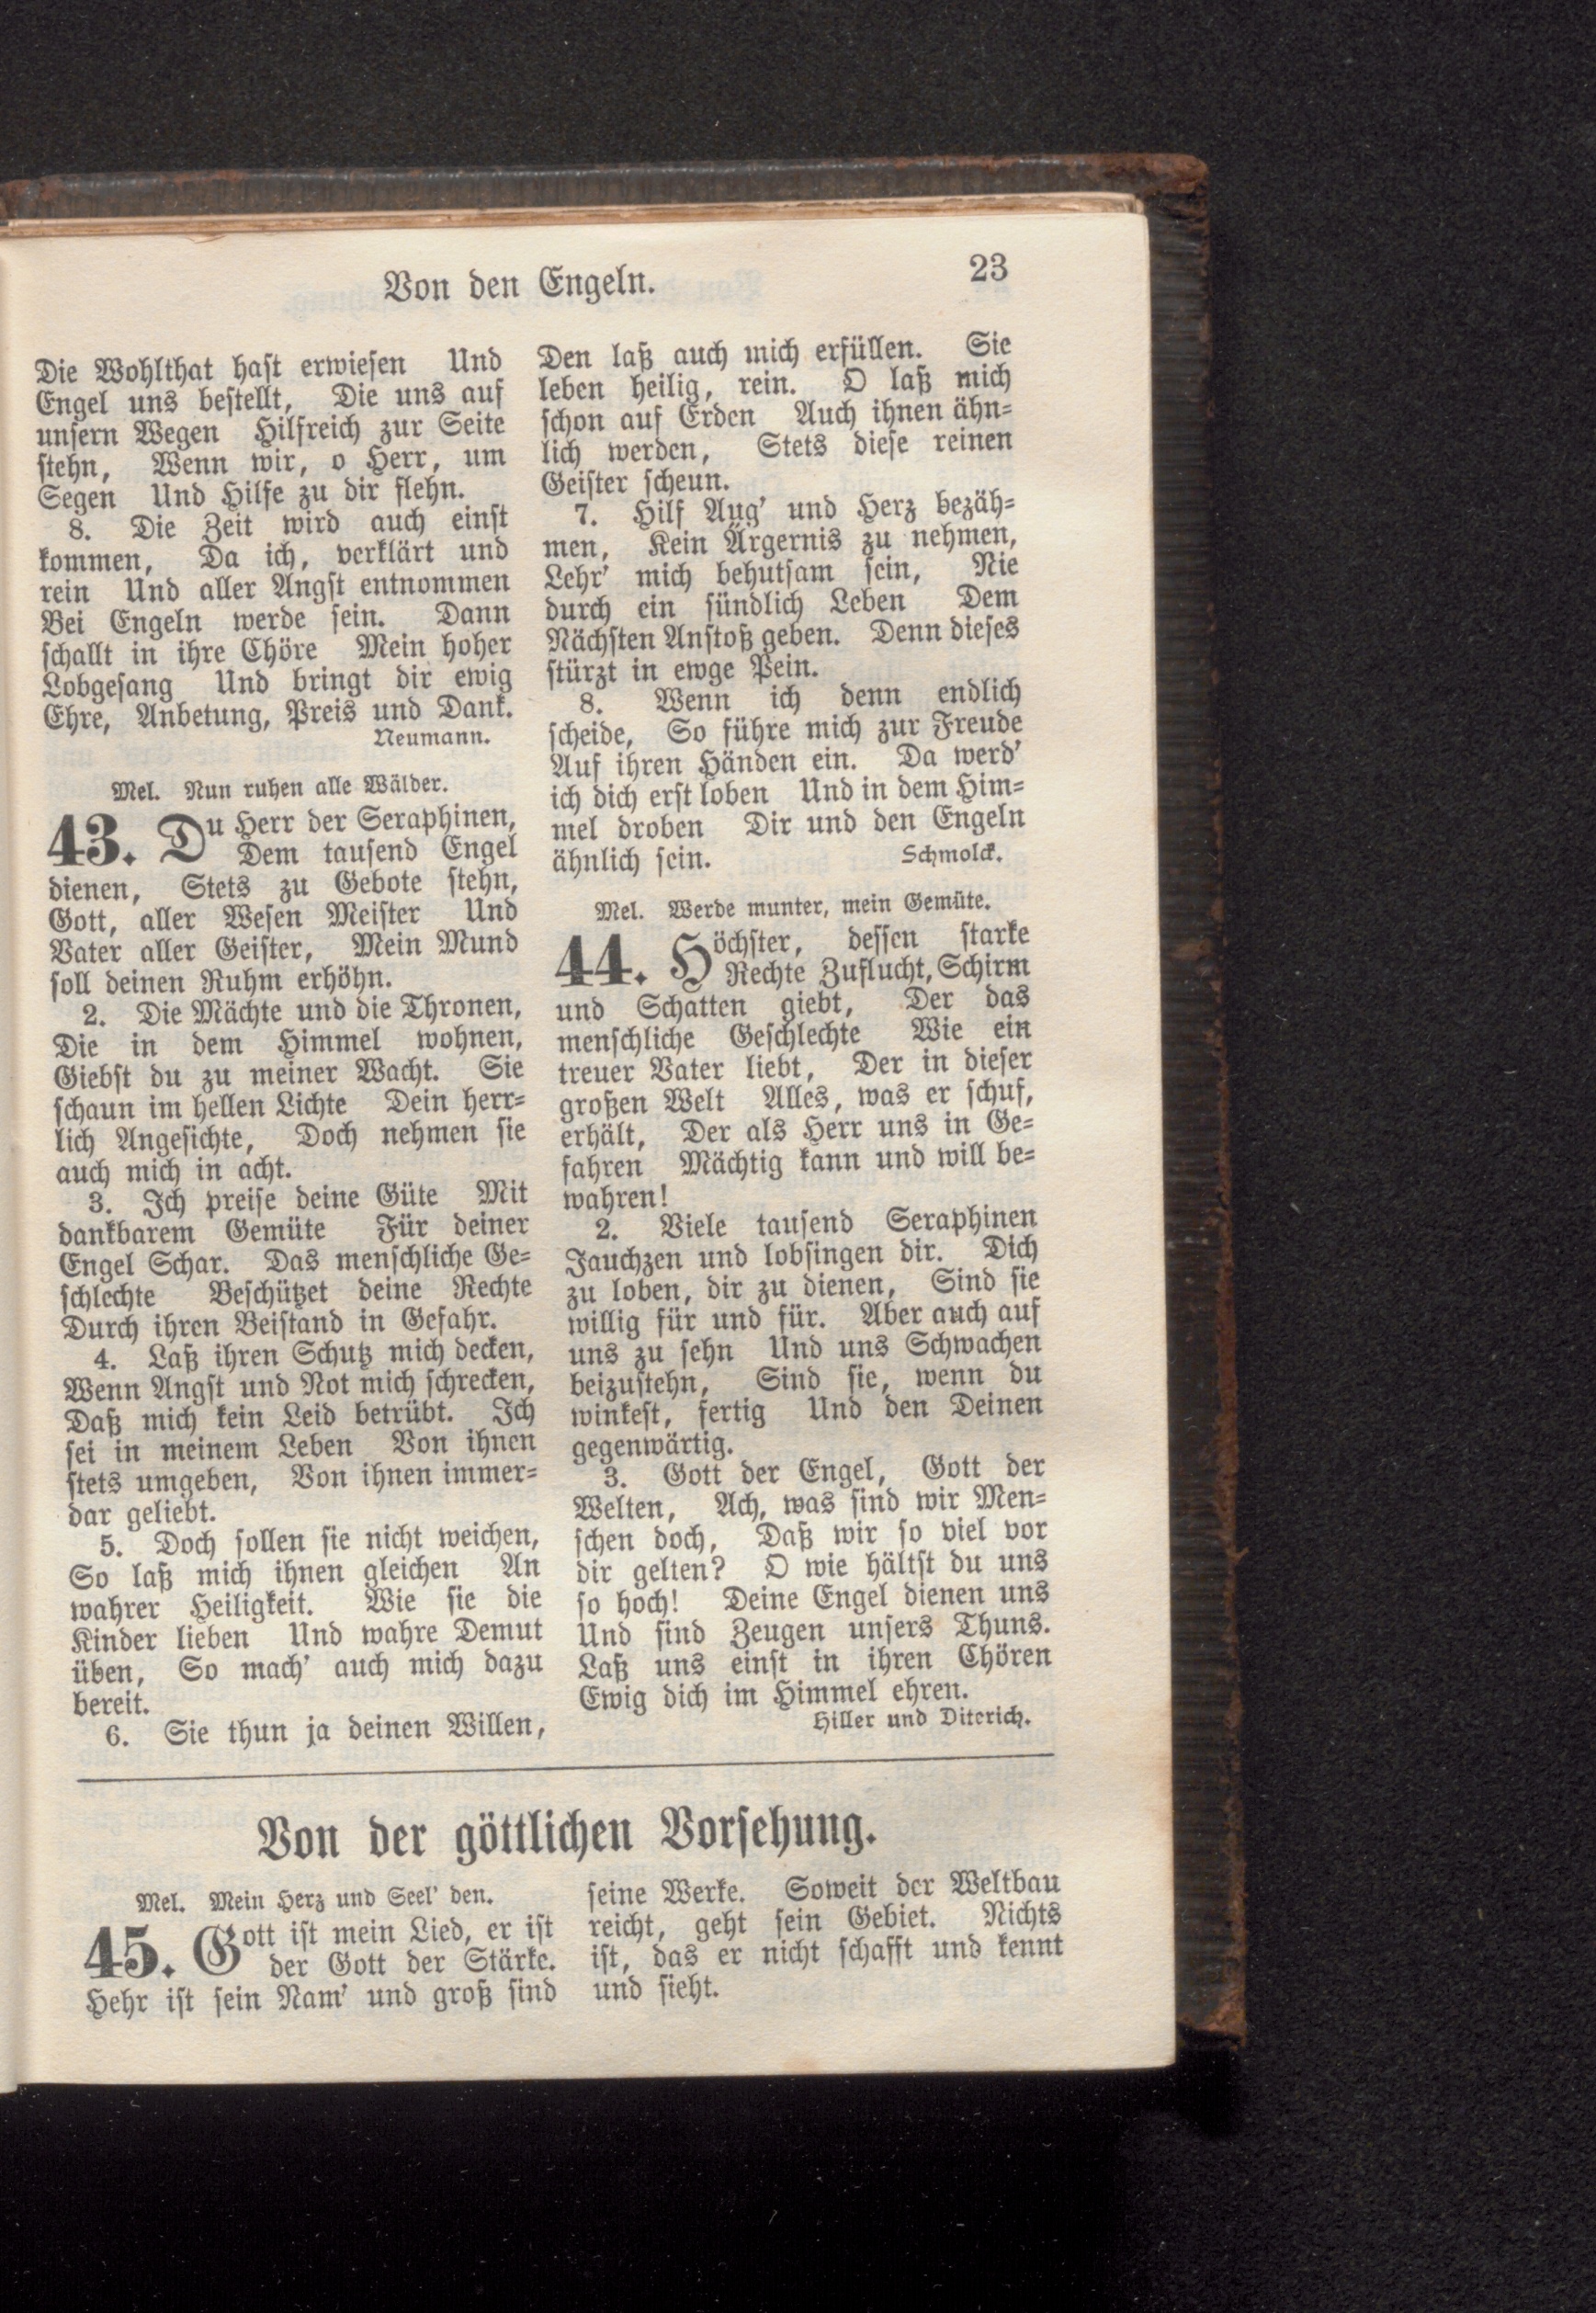 Von den Engeln.
23
Die Wohlthat hast erwiesen Und
Engel uns bestellt, Die uns auf
unsern Wegen Hilfreich zur Seite
stehn, Wenn wir, o Herr, um
Segen Und Hilfe zu dir flehn.
8. Die Zeit wird auch einst
kommen, Da ich, verklärt und
rein Und aller Angst entnommen
Bei Engeln werde sein. Dann
schallt in ihre Chöre Mein hoher
Lobgesang Und bringt dir ewig
Ehre, Anbetung, Preis und Dank.
Neumann.
Mel. Nun ruhen alle Wälder.
43. Du Herr der Seraphinen,
Dem tausend Engel
dienen, Stets zu Gebote stehn,
Gott, aller Wesen Meister Und
Vater aller Geister, Mein Mund
soll deinen Ruhm erhöhn.
2. Die Mächte und die Thronen,
Die in dem Himmel wohnen,
Giebst du zu meiner Wacht. Sie
schaun im hellen Lichte Dein herr=
lich Angesichte, Doch nehmen sie
auch mich in acht.
3. Ich preise deine Güte Mit
dankbarem Gemüte Für deiner
Engel Schar. Das menschliche Ge=
schlechte Beschützet deine Rechte
Durch ihren Beistand in Gefahr.
4. Laß ihren Schutz mich decken,
Wenn Angst und Not mich schrecken,
Daß mich kein Leid betrübt. Ich
sei in meinem Leben Von ihnen
stets umgeben, Von ihnen immer=
dar geliebt.
5. Doch sollen sie nicht weichen,
So laß mich ihnen gleichen An
wahrer Heiligkeit. Wie sie die
Kinder lieben Und wahre Demut
üben, So mach' auch mich dazu
bereit.
6. Sie thun ja deinen Willen,
Den laß auch mich erfüllen. Sie
leben heilig, rein. O laß mich
schon auf Erden Auch ihnen ähn=
lich werden, Stets diese reinen
Geister scheun.
7. Hilf Aug' und Herz bezäh=
men, Kein Ärgernis zu nehmen,
Lehr' mich behutsam sein, Nie
durch ein sündlich Leben Dem
Nächsten Anstoß geben. Denn dieses
stürzt in ewge Pein.
8. Wenn ich denn endlich
scheide, So führe mich zur Freude
Auf ihren Händen ein. Da werd'
ich dich erst loben Und in dem Him=
mel droben Dir und den Engeln
ähnlich sein. Schmolck.
Mel. Werde munter, mein Gemüte.
44. Höchster, dessen starke
Rechte Zuflucht, Schirm
und Schatten giebt, Der das
menschliche Geschlechte Wie ein
treuer Vater liebt, Der in dieser
großen Welt Alles, was er schuf,
erhält, Der als Herr uns in Ge=
fahren Mächtig kann und will be=
wahren!
2. Viele tausend Seraphinen
Jauchzen und lobsingen dir. Dich
zu loben, dir zu dienen, Sind sie
willig für und für. Aber auch auf
uns zu sehn Und uns Schwachen
beizustehn, Sind sie, wenn du
winkest, fertig Und den Deinen
gegenwärtig.
3. Gott der Engel, Gott der
Welten, Ach, was sind wir Men=
schen doch, Daß wir so viel vor
dir gelten? O wie hältst du uns
so hoch! Deine Engel dienen uns
Und sind Zeugen unsers Thuns.
Laß uns einst in ihren Chören
Ewig dich im Himmel ehren.
Hiller und Diterich.
Von der göttlichen Vorsehung.
Mel. Mein Herz und Seel' den.
45. Gott ist mein Lied, er ist
der Gott der Stärke.
Hehr ist sein Nam' und groß sind
seine Werke. Soweit der Weltbau
reicht, geht sein Gebiet. Nichts
ist, das er nicht schafft und kennt
und sieht.